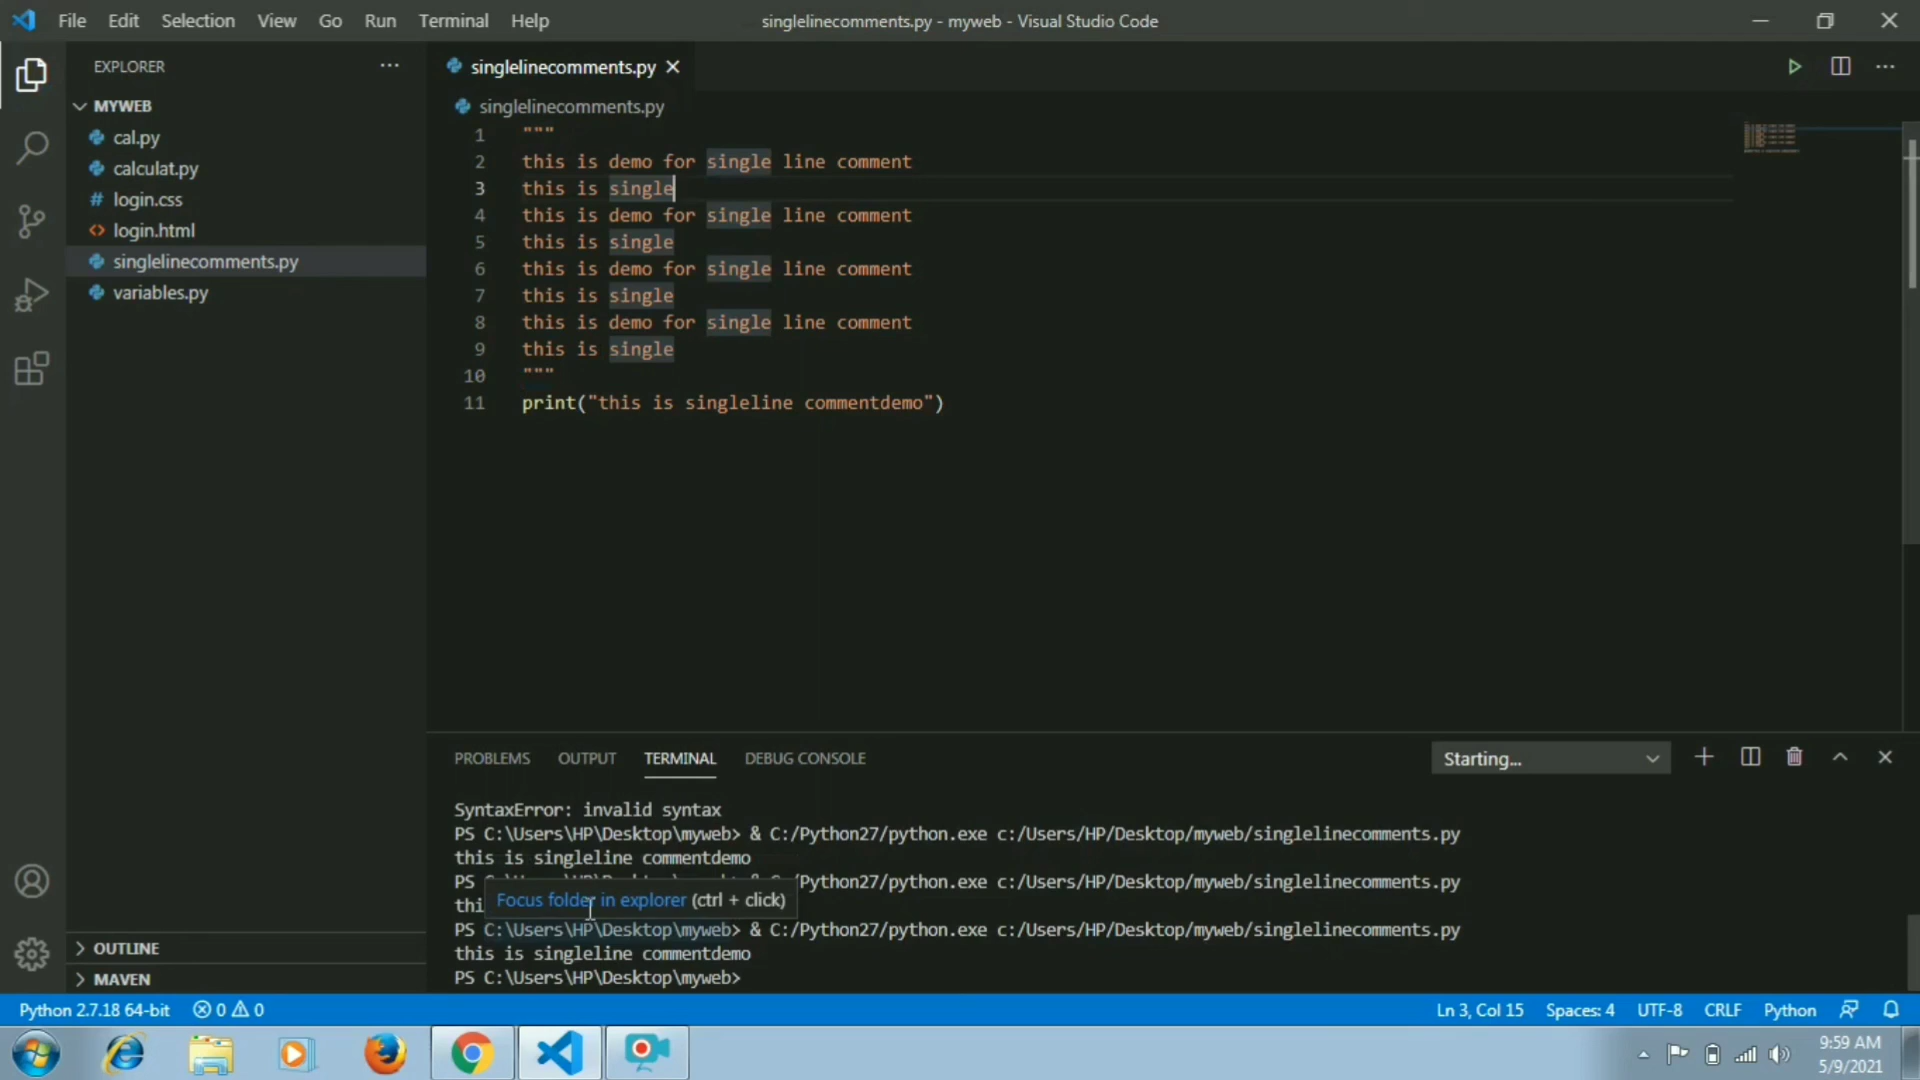 File Edit Selection View Go Run Terminal Help
singlelinecomments.py - myweb - Visual Studio Code
EXPLORER
MYWEB
cal.py
calculat.py
# login.css
<> login.html
singlelinecomments.py
variables.py
OUTLINE
MAVEN
singlelinecomments.py
singlelinecomments.py
1 """
2 this is demo for single line comment
3 this is single
4 this is demo for single line comment
5 this is single
6 this is demo for single line comment
7 this is single
8 this is demo for single line comment
9 this is single
10 """
11 print("this is singleline commentdemo")
PROBLEMS OUTPUT TERMINAL DEBUG CONSOLE
Starting...
SyntaxError: invalid syntax
PS C:\Users\HP\Desktop\myweb> & C:/Python27/python.exe c:/Users/HP/Desktop/myweb/singlelinecomments.py
this is singleline commentdemo
PS /Python27/python.exe c:/Users/HP/Desktop/myweb/singlelinecomments.py
thi
Focus folder in explorer (ctrl + click)
PS C:\Users\HP\Desktop\myweb> & C:/Python27/python.exe c:/Users/HP/Desktop/myweb/singlelinecomments.py
this is singleline commentdemo
PS C:\Users\HP\Desktop\myweb>
Python 2.7.18 64-bit 0 0
Ln 3, Col 15 Spaces: 4 UTF-8 CRLF Python
9:59 AM
5/9/2021